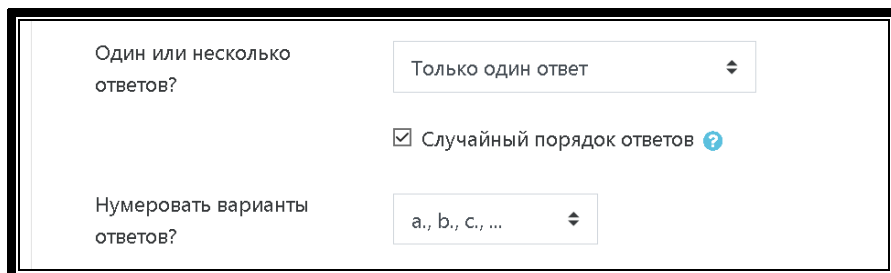 Один или несколько
ответов?
Только один ответ
Случайный порядок ответов
Нумеровать варианты
ответов?
a., b., c., ...